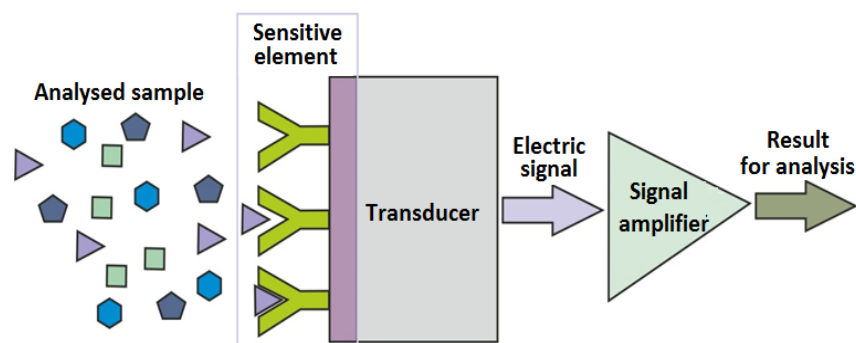 Sensitive
element
Analysed sample
Transducer
Electric
signal
Signal
amplifier
Result
for analysis